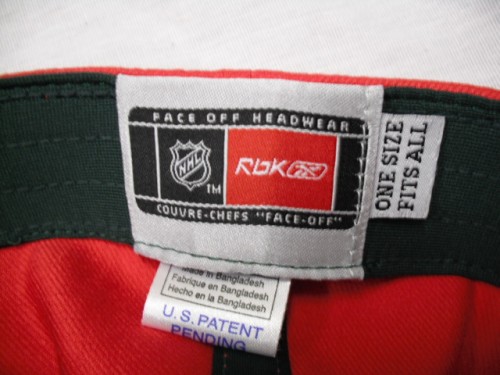 FACE OFF HEADWEAR
NHL
TM
RbK
COUVRE-CHEFS "FACE-OFF"
ONE SIZE
FITS ALL
Made in Bangladesh
Fabrique en Bangladesh
Hecho en la Bangladesh
U.S. PATENT
PENDING